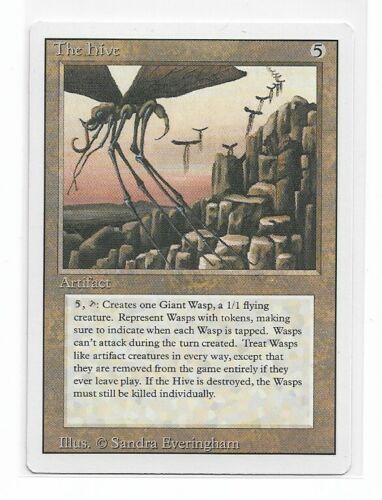 The Hive 5
Artifact
5, : Creates one Giant Wasp, a 1/1 flying
creature. Represent Wasps with tokens, making
sure to indicate when each Wasp is tapped. Wasps
can't attack during the turn created. Treat Wasps
like artifact creatures in every way, except that
they are removed from the game entirely if they
ever leave play. If the Hive is destroyed, the Wasps
must still be killed individually.
Illus. © Sandra Everingham